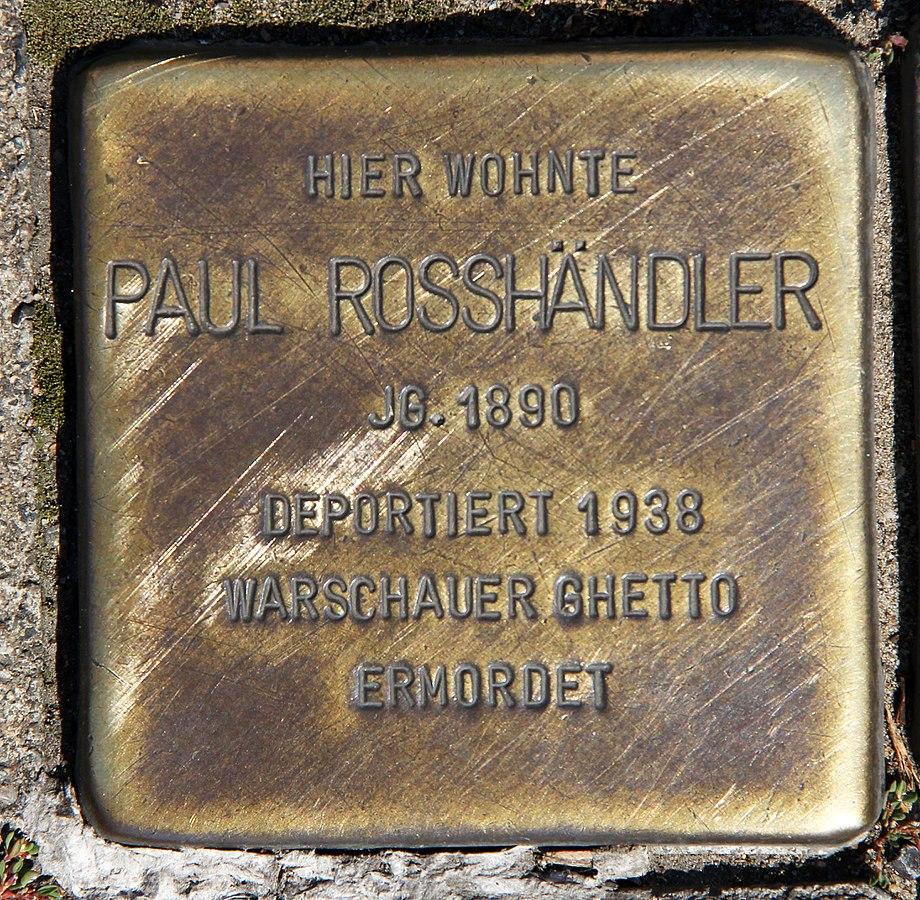 HIER WOHNTE
PAUL ROSSHÄNDLER
JG. 1890
DEPORTIERT 1938
WARSCHAUER GHETTO
ERMORDET